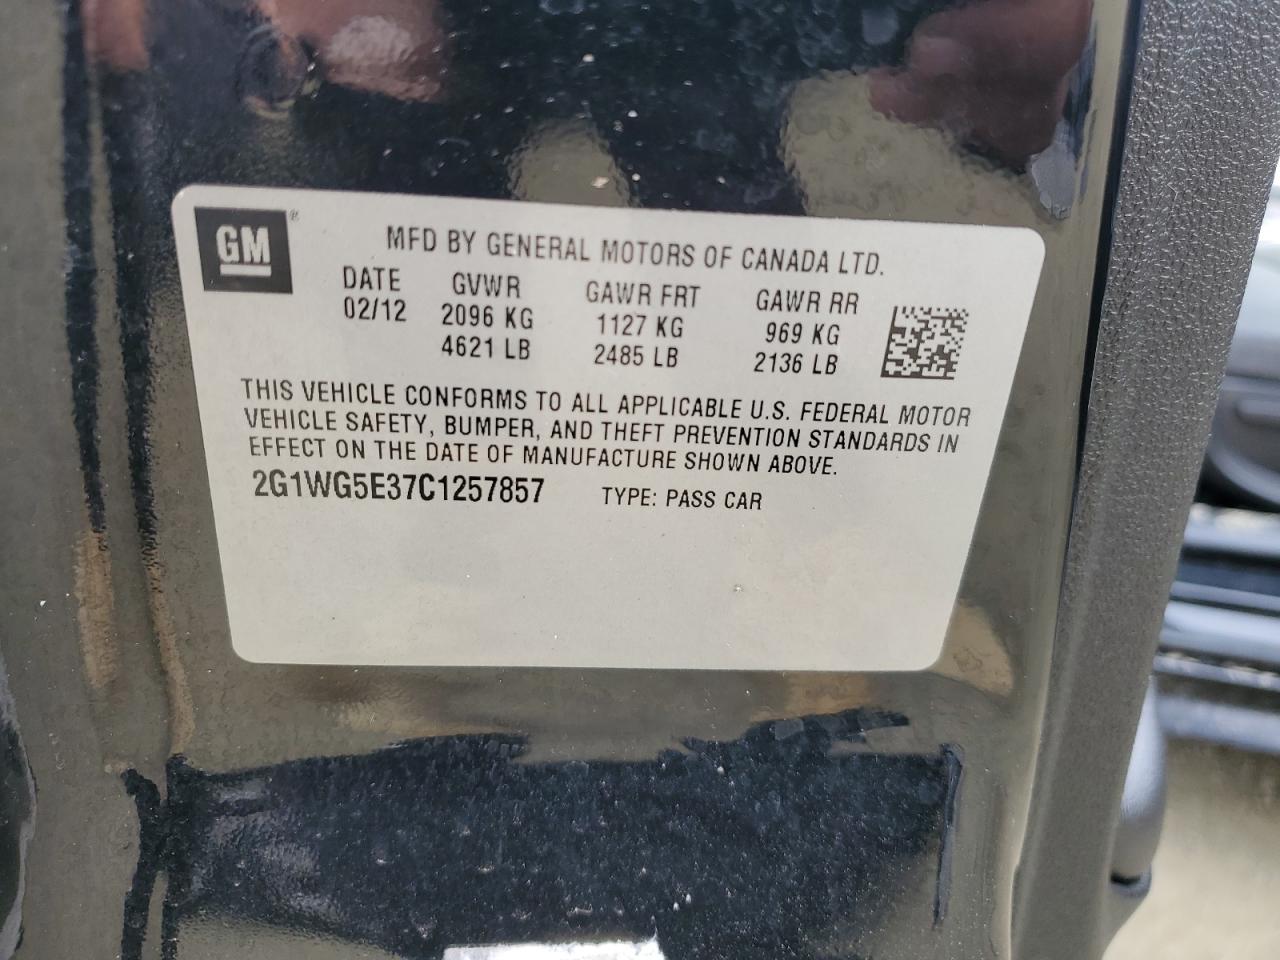 GM®
MFD BY GENERAL MOTORS OF CANADA LTD.
DATE GVWR GAWR FRT GAWR RR
02/12 2096 KG 1127 KG 969 KG
4621 LB 2485 LB 2136 LB
THIS VEHICLE CONFORMS TO ALL APPLICABLE U.S. FEDERAL MOTOR
VEHICLE SAFETY, BUMPER, AND THEFT PREVENTION STANDARDS IN
EFFECT ON THE DATE OF MANUFACTURE SHOWN ABOVE.
2G1WG5E37C1257857 TYPE: PASS CAR